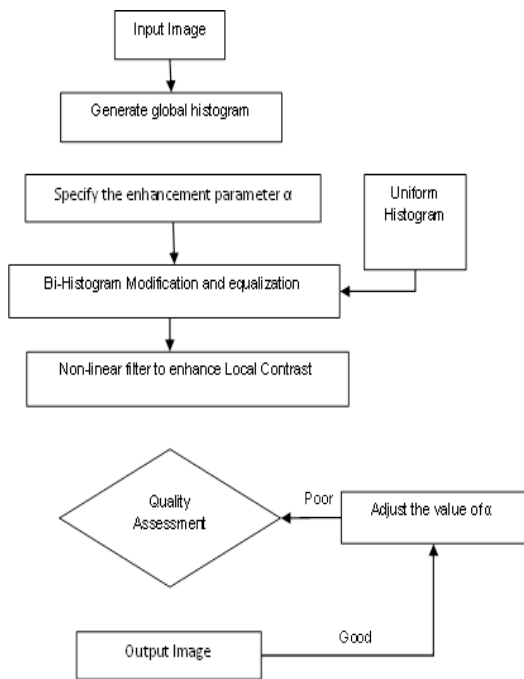 Input Image
Generate global histogram
Specify the enhancement parameter α
Uniform
Histogram
Bi-Histogram Modification and equalization
Non-linear filter to enhance Local Contrast
Quality
Assessment
Poor
Adjust the value of α
Good
Output Image